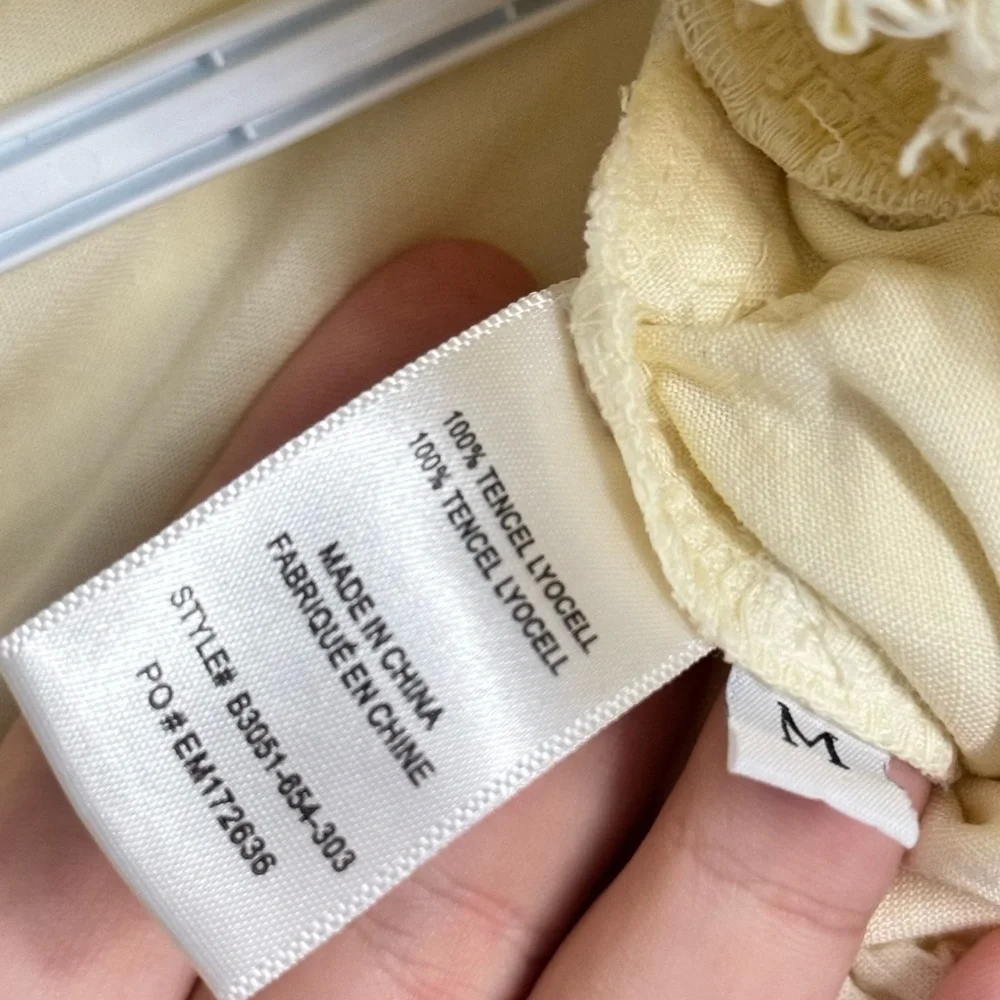 100% TENCEL LYOCELL
100% TENCEL LYOCELL
MADE IN CHINA
FABRIQUÉ EN CHINE
STYLE# B3051-654-303
PO # EM172636
M